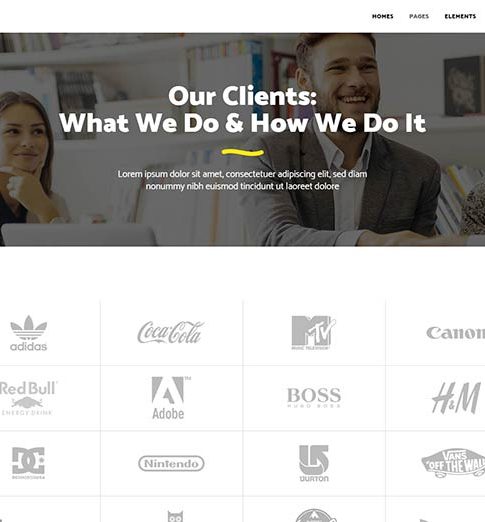 HOMES PAGES ELEMENTS
Our Clients:
What We Do & How We Do It
Lorem ipsum dolor sit amet, consectetuer adipiscing elit, sed diam
nonummy nibh euismod tincidunt ut laoreet dolore
adidas Coca-Cola MTV MUSIC TELEVISION Canon
Red Bull ENERGY DRINK Adobe BOSS HUGO BOSS H&M
DC Nintendo BURTON VANS "OFF THE WALL"